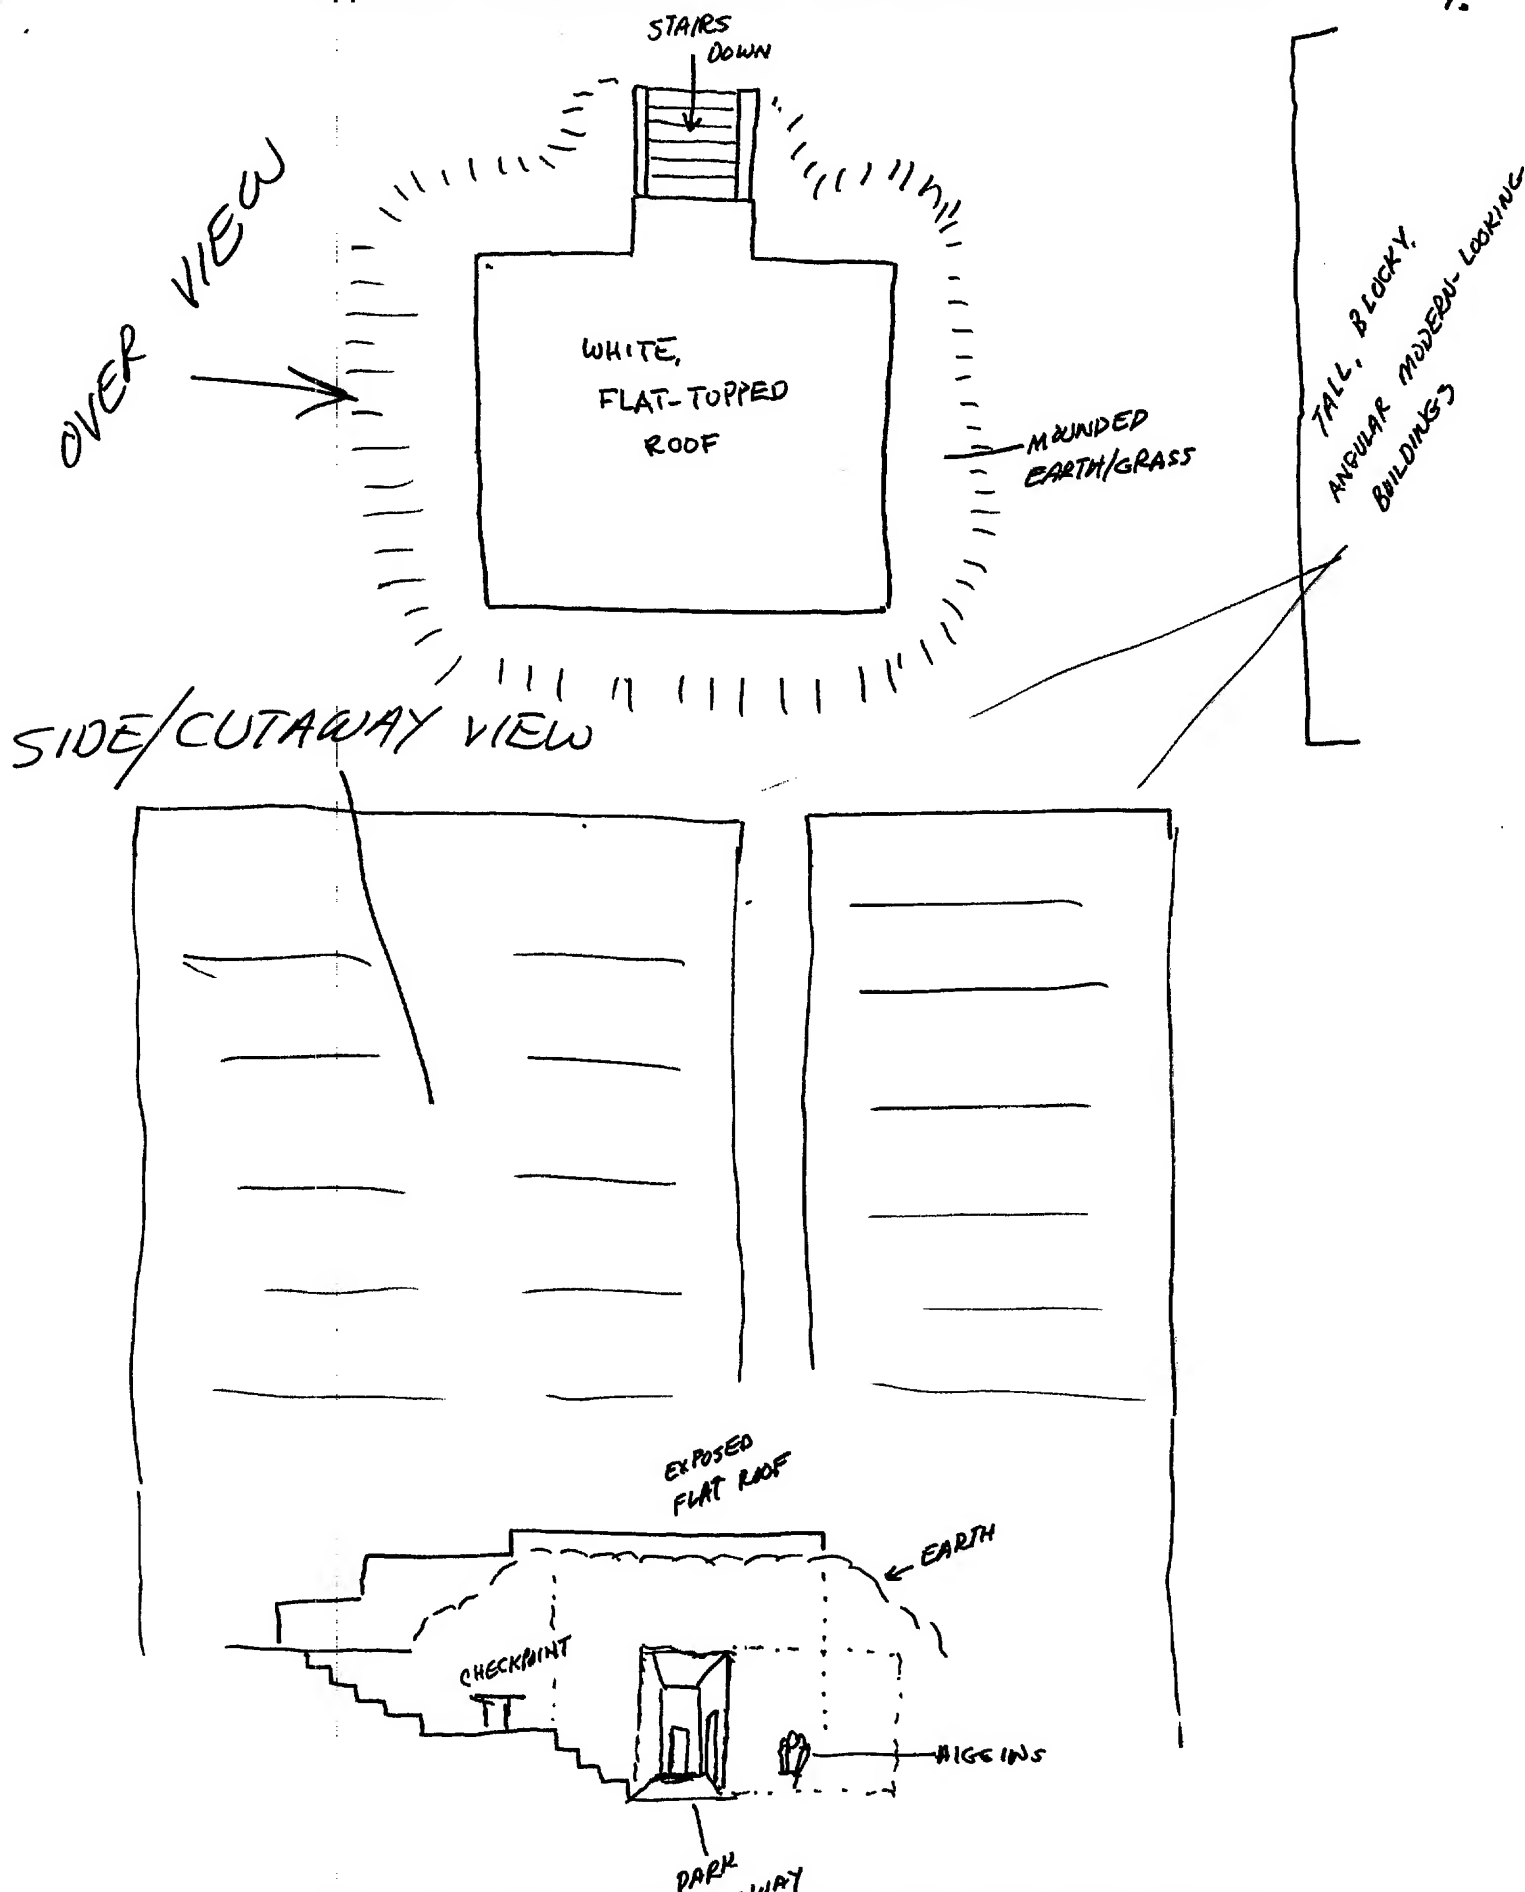 STAIRS
DOWN
OVER VIEW
WHITE,
FLAT-TOPPED
ROOF
MOUNDED
EARTH/GRASS
TALL, BLOCKY,
ANGULAR MODERN-LOOKING
BUILDINGS
SIDE/CUTAWAY VIEW
EXPOSED
FLAT ROOF
EARTH
CHECKPOINT
HIGGINS
DARK